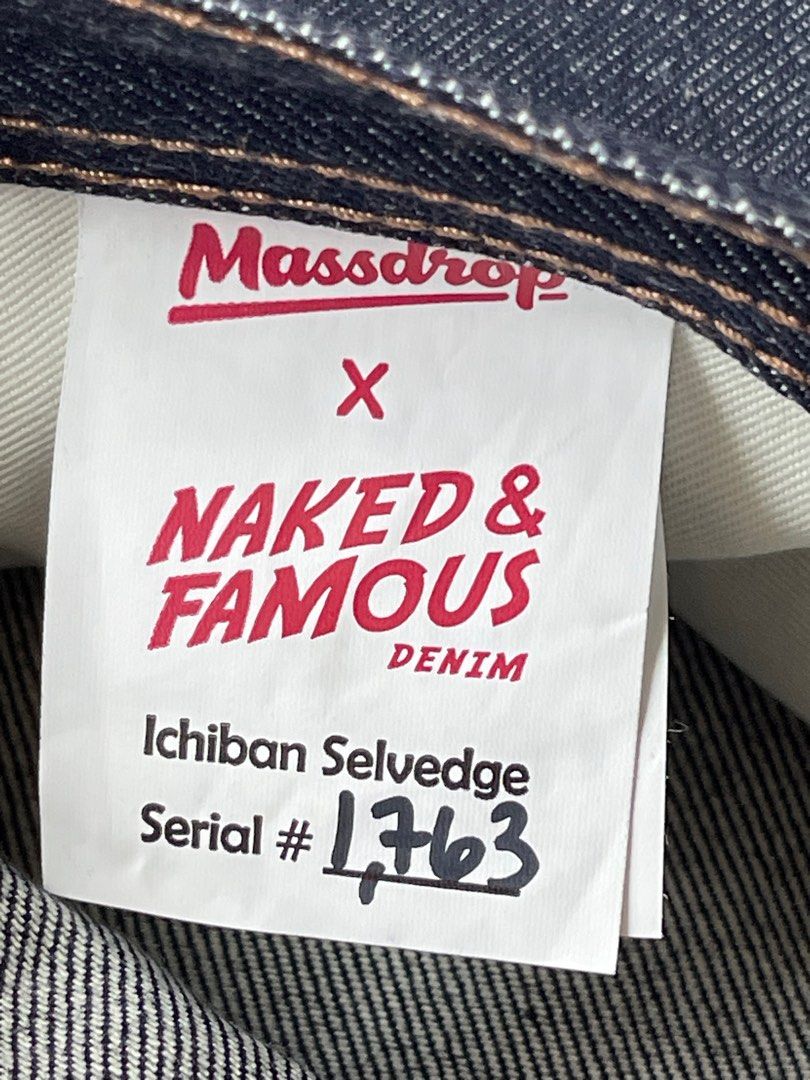 Massdrop
X
NAKED &
FAMOUS
DENIM
Ichiban Selvedge
Serial # 1,763